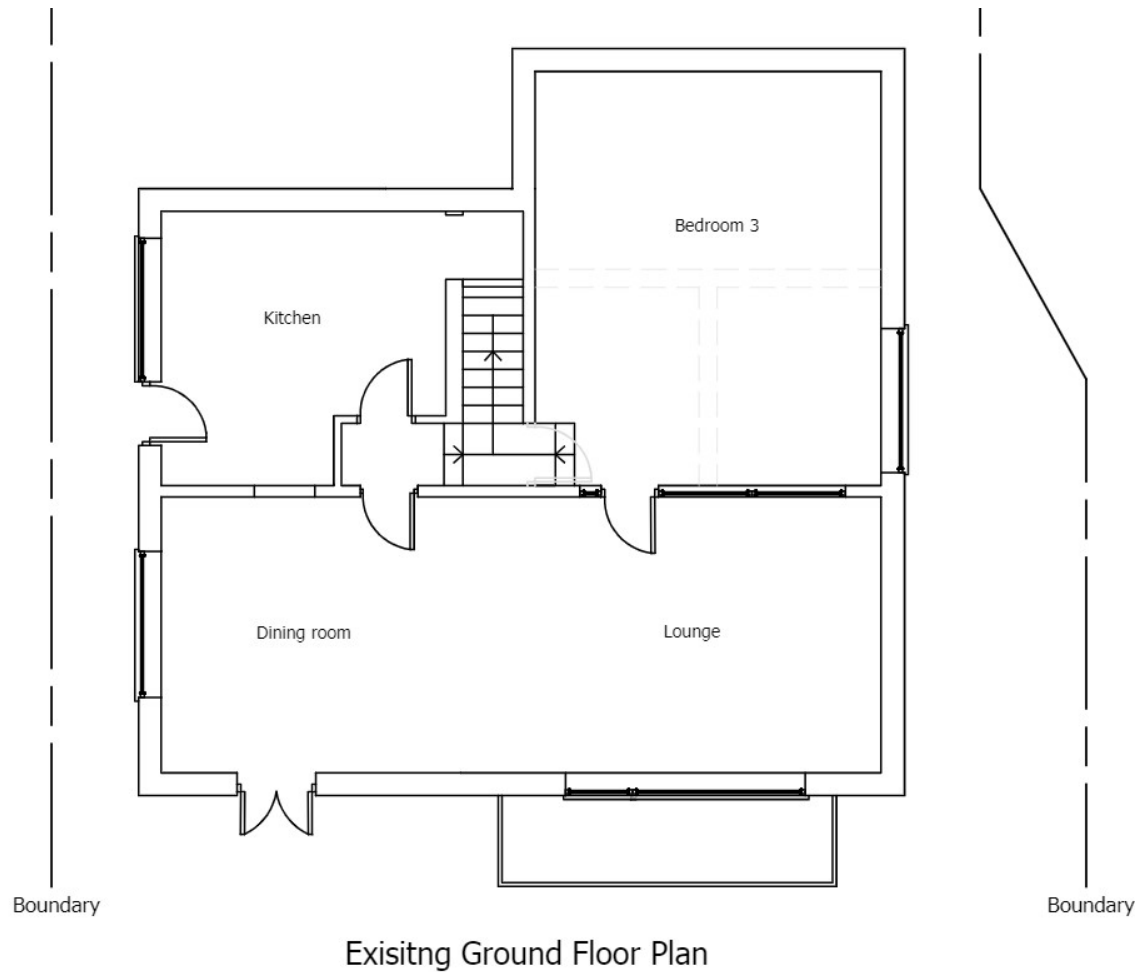 Bedroom 3
Kitchen
Dining room
Lounge
Boundary
Boundary
Exisitng Ground Floor Plan